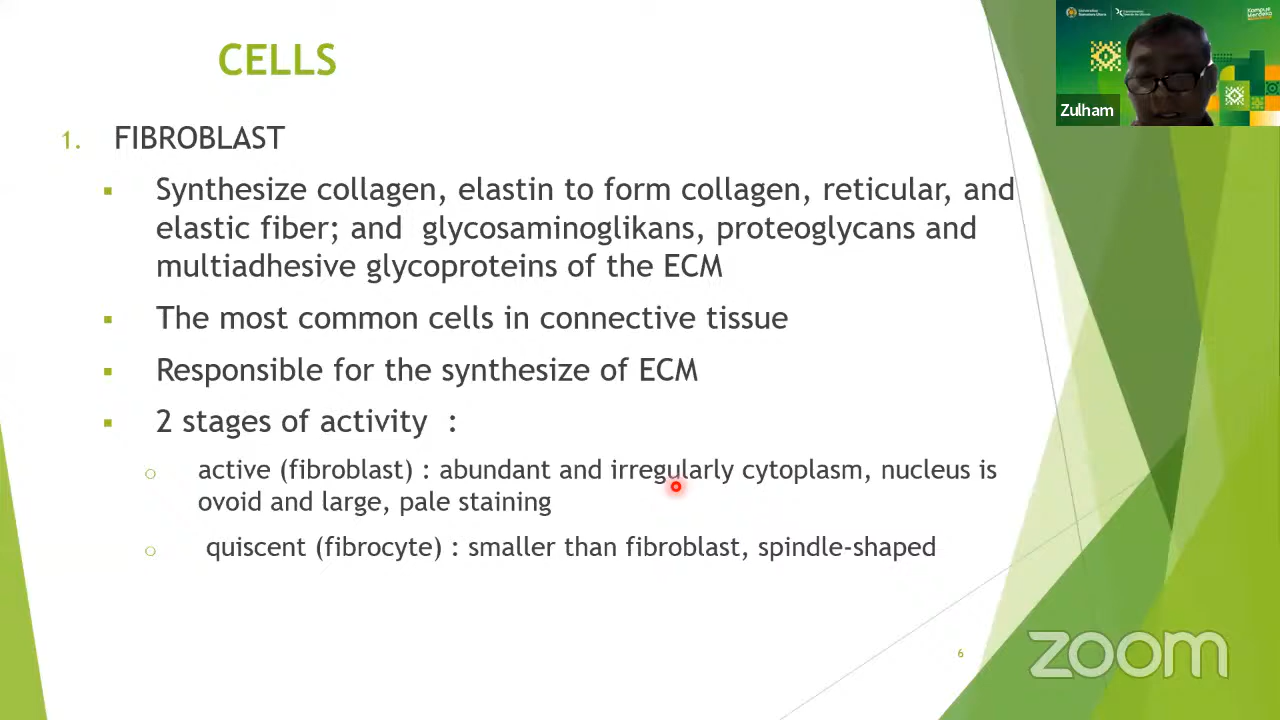 CELLS
1. FIBROBLAST
▪ Synthesize collagen, elastin to form collagen, reticular, and
elastic fiber; and glycosaminoglikans, proteoglycans and
multiadhesive glycoproteins of the ECM
▪ The most common cells in connective tissue
▪ Responsible for the synthesize of ECM
▪ 2 stages of activity :
o active (fibroblast) : abundant and irregularly cytoplasm, nucleus is
ovoid and large, pale staining
o quiscent (fibrocyte) : smaller than fibroblast, spindle-shaped
6
Zulham
zoom